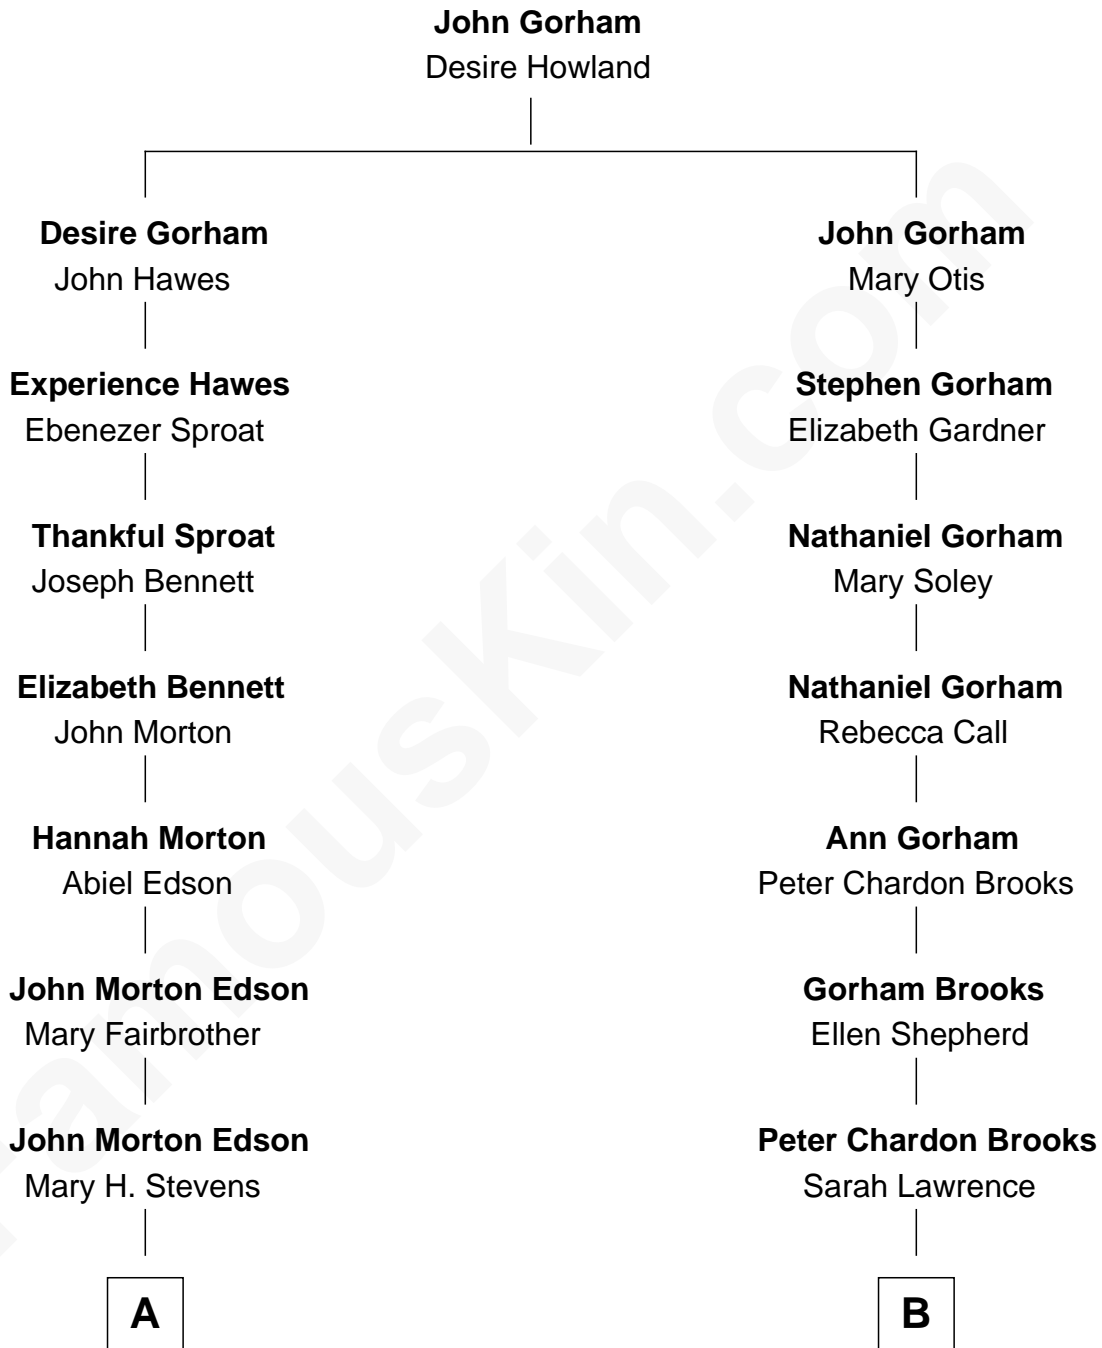 John Gorham
Desire Howland
Desire Gorham
John Hawes
John Gorham
Mary Otis
Experience Hawes
Ebenezer Sproat
Stephen Gorham
Elizabeth Gardner
Thankful Sproat
Joseph Bennett
Nathaniel Gorham
Mary Soley
Elizabeth Bennett
John Morton
Nathaniel Gorham
Rebecca Call
Hannah Morton
Abiel Edson
Ann Gorham
Peter Chardon Brooks
John Morton Edson
Mary Fairbrother
Gorham Brooks
Ellen Shepherd
John Morton Edson
Mary H. Stevens
Peter Chardon Brooks
Sarah Lawrence
A
B
FamousKin.com